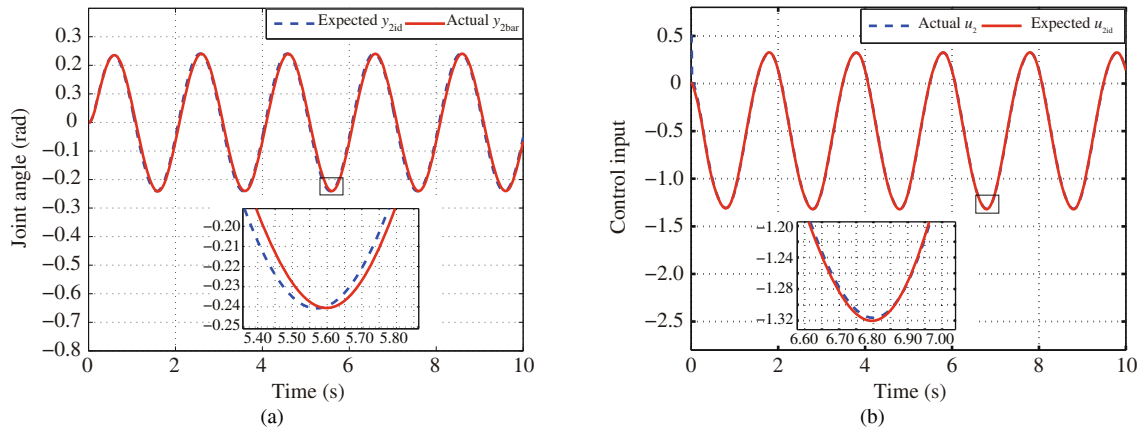 Expected y2id Actual y2bar
0.3
0.2
0.3
0.1
0
−0.1
−0.2
0.3
−0.4
−0.6
−0.7
−0.8
−0.20
−0.21
−0.22
−0.23
−0.24
−0.25
5.40 5.50 5.60 5.70 5.80
0 2 4 6 8 10
Joint angle (rad)
Time (s)
(a)
Actual u2 Expected u2id
0.5
0
−0.5
−1.0
−1.5
−2.0
−2.5
−1.20
−1.24
−1.28
−1.32
6.60 6.70 6.80 6.90 7.00
0 2 4 6 8 10
Control input
Time (s)
(b)